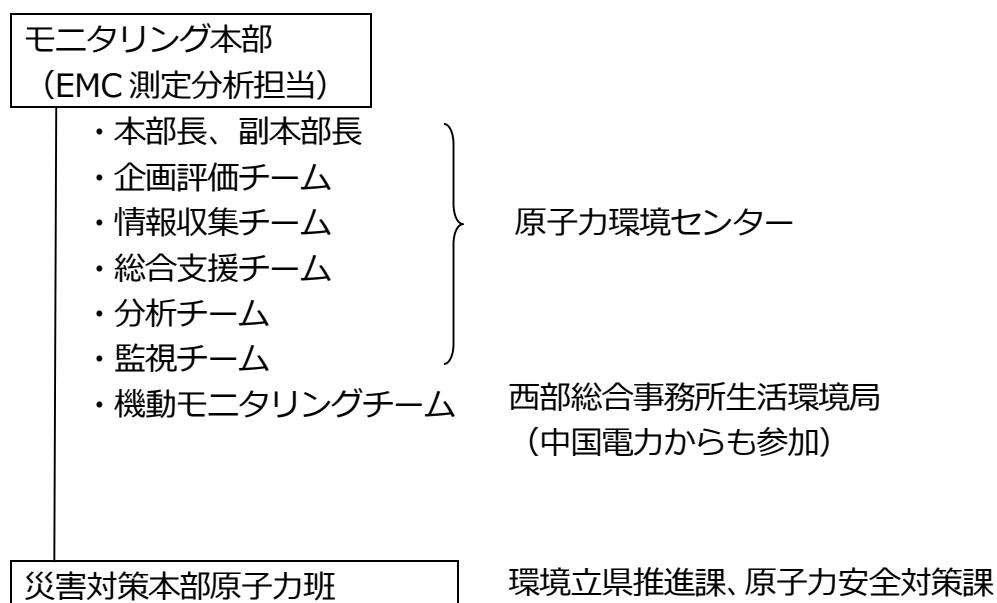 モニタリング本部
（EMC 測定分析担当）
・本部長、副本部長
・企画評価チーム
・情報収集チーム
・総合支援チーム
・分析チーム
・監視チーム
原子力環境センター
・機動モニタリングチーム
西部総合事務所生活環境局
（中国電力からも参加）
災害対策本部原子力班
環境立県推進課、原子力安全対策課